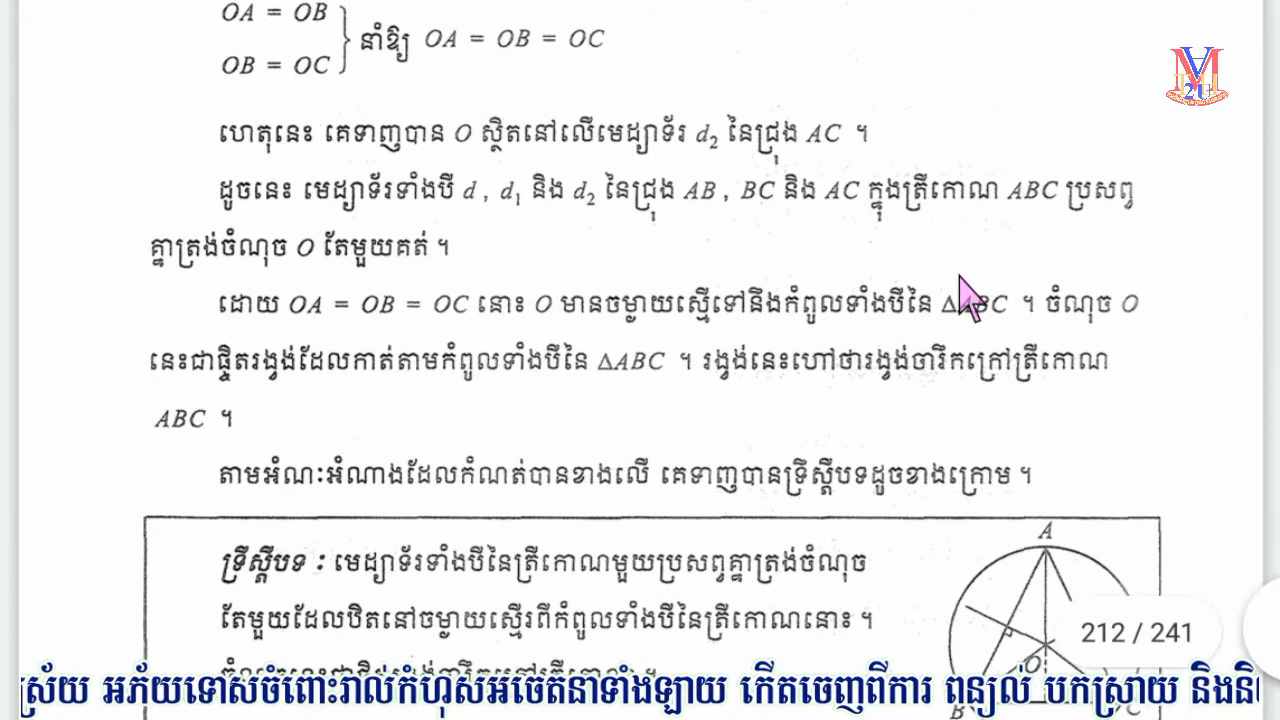 OA = OB
OB = OC
នាំឱ្យ OA = OB = OC
ហេតុនេះ គេទាញបាន O ស្ថិតនៅលើមេដ្យាទ័រ d₂ នៃជ្រុង AC ។
ដូចនេះ មេដ្យាទ័រទាំងបី d , d₁ និង d₂ នៃជ្រុង AB , BC និង AC ក្នុងត្រីកោណ ABC ប្រសព្វ
គ្នាត្រង់ចំណុច O តែមួយគត់ ។
ដោយ OA = OB = OC នោះ O មានចម្ងាយស្មើទៅនឹងកំពូលទាំងបីនៃ ΔABC ។ ចំណុច O
នេះជាផ្ចិតរង្វង់ដែលកាត់តាមកំពូលទាំងបីនៃ ΔABC ។ រង្វង់នេះហៅថារង្វង់ចារឹកក្រៅត្រីកោណ
ABC ។
តាមអំណះអំណាងដែលកំណត់បានខាងលើ គេទាញបានទ្រឹស្តីបទដូចខាងក្រោម ។
ទ្រឹស្តីបទ : មេដ្យាទ័រទាំងបីនៃត្រីកោណមួយប្រសព្វគ្នាត្រង់ចំណុច
តែមួយដែលឋិតនៅចម្ងាយស្មើរពីកំពូលទាំងបីនៃត្រីកោណនោះ ។
A
O
B
C
212 / 241
ស្រ័យ អភ័យទោសចំពោះរាល់កំហុសអចេតនាទាំងឡាយ កើតចេញពីការ ពន្យល់ បកស្រាយ និងនិ